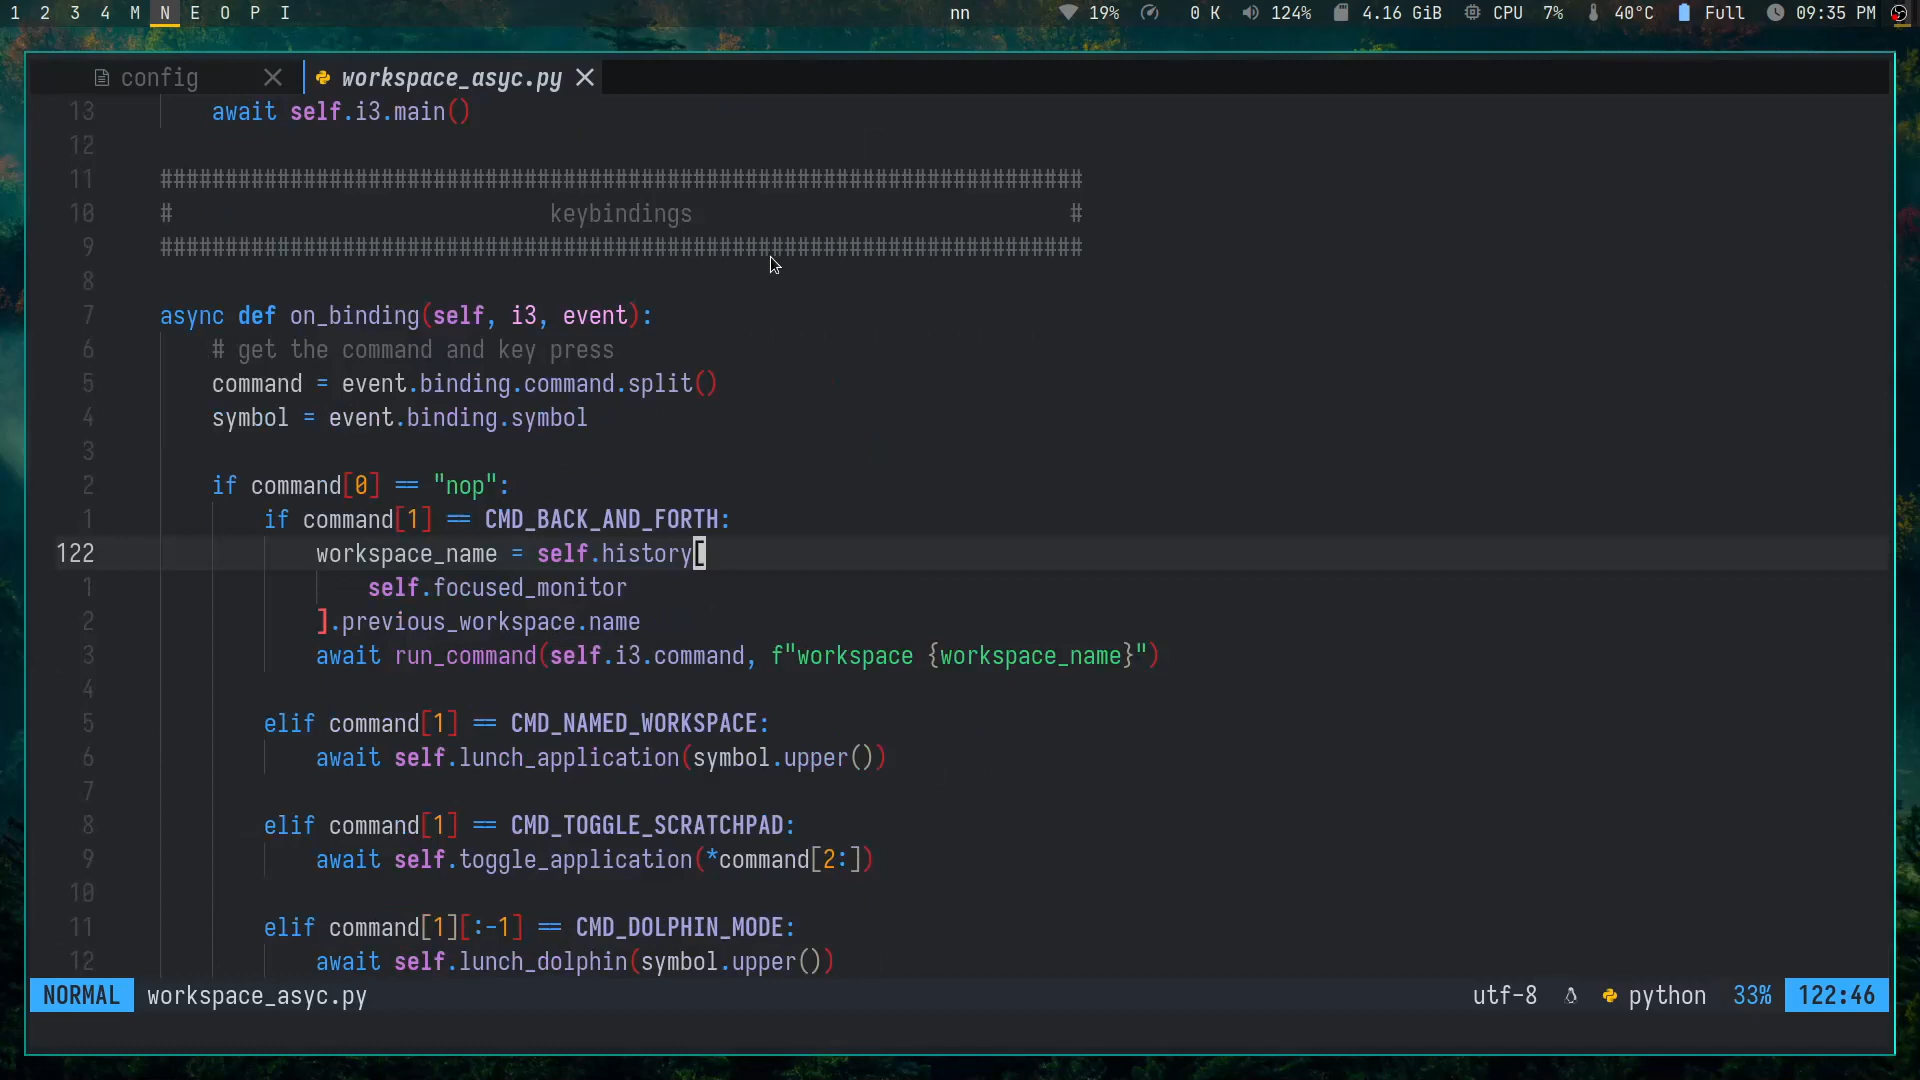 1 2 3 4 M N E O P I nn 19% 0 K 124% 4.16 GiB CPU 7% 40°C Full 09:35 PM
config workspace_asyc.py
13 await self.i3.main()
12
11 #######################################################################
10 # keybindings #
9 #######################################################################
8
7 async def on_binding(self, i3, event):
6 # get the command and key press
5 command = event.binding.command.split()
4 symbol = event.binding.symbol
3
2 if command[0] == "nop":
1 if command[1] == CMD_BACK_AND_FORTH:
122 workspace_name = self.history[
1 self.focused_monitor
2 ].previous_workspace.name
3 await run_command(self.i3.command, f"workspace {workspace_name}")
4
5 elif command[1] == CMD_NAMED_WORKSPACE:
6 await self.lunch_application(symbol.upper())
7
8 elif command[1] == CMD_TOGGLE_SCRATCHPAD:
9 await self.toggle_application(*command[2:])
10
11 elif command[1][:-1] == CMD_DOLPHIN_MODE:
12 await self.lunch_dolphin(symbol.upper())
NORMAL workspace_asyc.py utf-8 python 33% 122:46